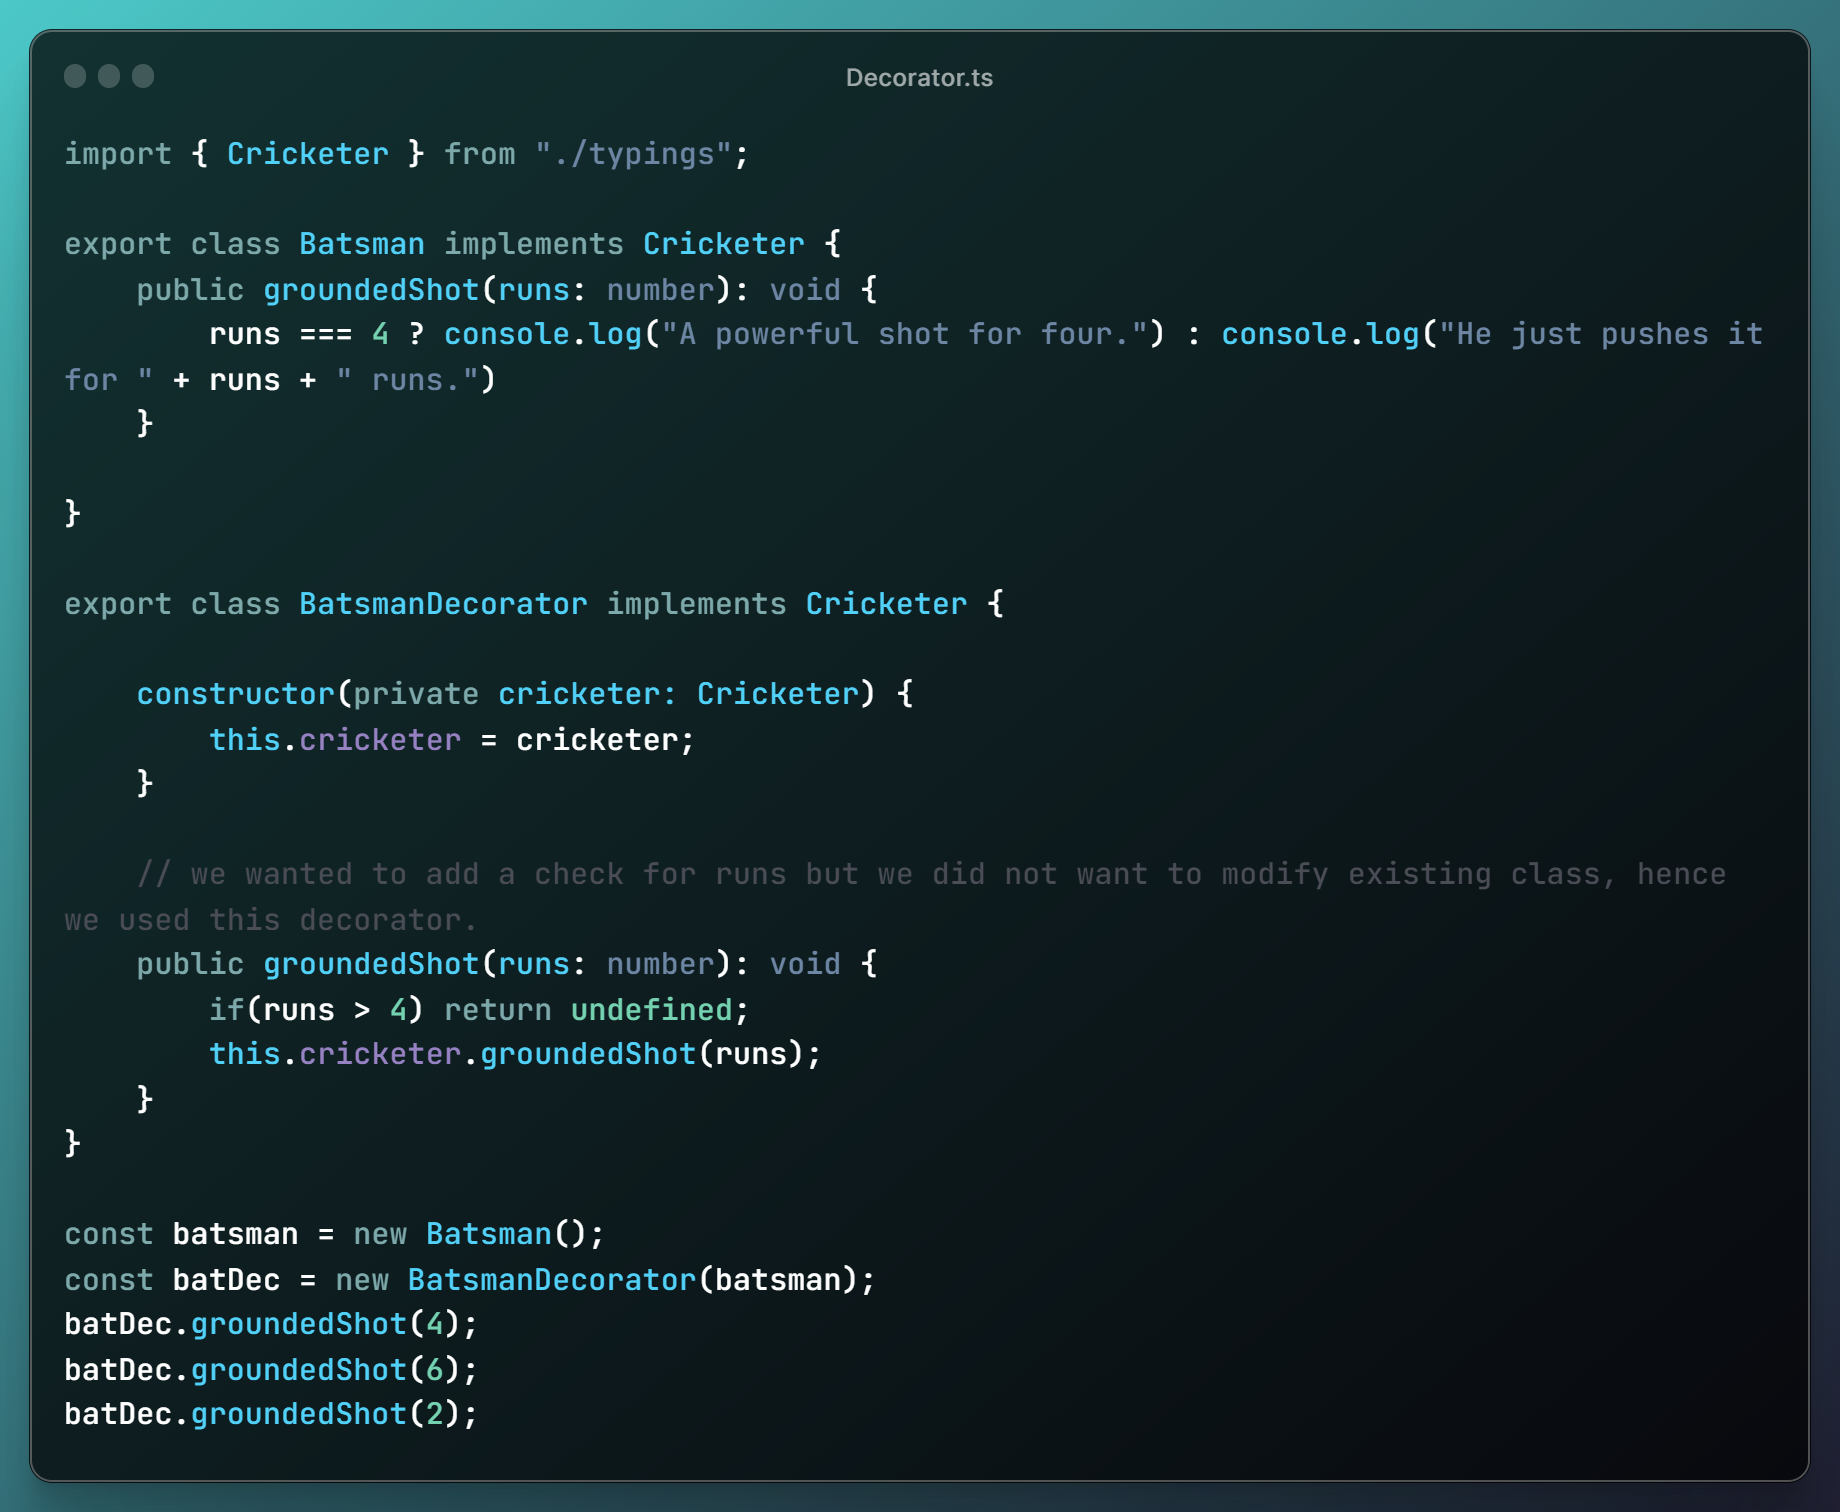 Decorator.ts
import { Cricketer } from "./typings";
export class Batsman implements Cricketer {
    public groundedShot(runs: number): void {
        runs === 4 ? console.log("A powerful shot for four.") : console.log("He just pushes it
for " + runs + " runs.")
    }
}
export class BatsmanDecorator implements Cricketer {
    constructor(private cricketer: Cricketer) {
        this.cricketer = cricketer;
    }
    // we wanted to add a check for runs but we did not want to modify existing class, hence
we used this decorator.
    public groundedShot(runs: number): void {
        if(runs > 4) return undefined;
        this.cricketer.groundedShot(runs);
    }
}
const batsman = new Batsman();
const batDec = new BatsmanDecorator(batsman);
batDec.groundedShot(4);
batDec.groundedShot(6);
batDec.groundedShot(2);